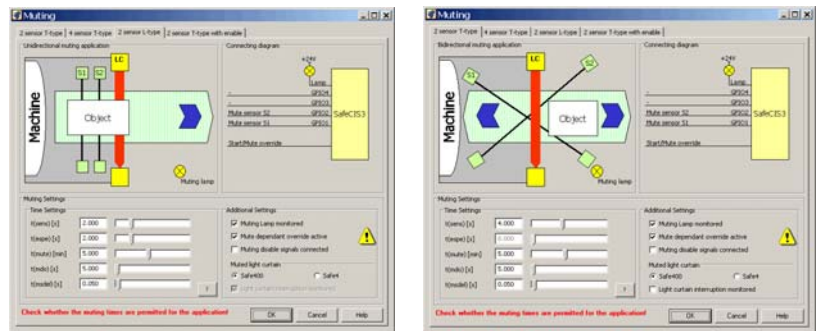 Muting
2 sensor T-type 4 sensor T-type 2 sensor L-type 2 sensor T-type with enable
Unidirectional muting application
Connecting diagram
S1 S2
LC
Machine
Object
Muting lamp
+24V
Lamp
GPIO4
GPIO3
Mute sensor S2 GPIO2
Mute sensor S1 GPIO1
SafeCIS3
Start/Mute override
Muting Settings
Time Settings
t(sens) [s] 2.000
t(mspe) [s] 2.000
t(mute) [min] 5.000
t(mds) [s] 5.000
t(mdel) [s] 0.050
?
Additional Settings
Muting Lamp monitored
Mute dependant override active
Muting disable signals connected
Muted light curtain
Safe400 Safe4
Light curtain interruption monitored
Check whether the muting times are permitted for the application!
OK Cancel Help
Muting
2 sensor T-type 4 sensor T-type 2 sensor L-type 2 sensor T-type with enable
Bidirectional muting application
Connecting diagram
S1
LC
S2
Machine
Object
Muting lamp
+24V
Lamp
GPIO4
GPIO3
Mute sensor S2 GPIO2
Mute sensor S1 GPIO1
SafeCIS3
Start/Mute override
Muting Settings
Time Settings
t(sens) [s] 4.000
t(mspe) [s]
t(mute) [min] 5.000
t(mds) [s] 5.000
t(mdel) [s] 0.050
?
Additional Settings
Muting Lamp monitored
Mute dependant override active
Muting disable signals connected
Muted light curtain
Safe400 Safe4
Light curtain interruption monitored
Check whether the muting times are permitted for the application!
OK Cancel Help